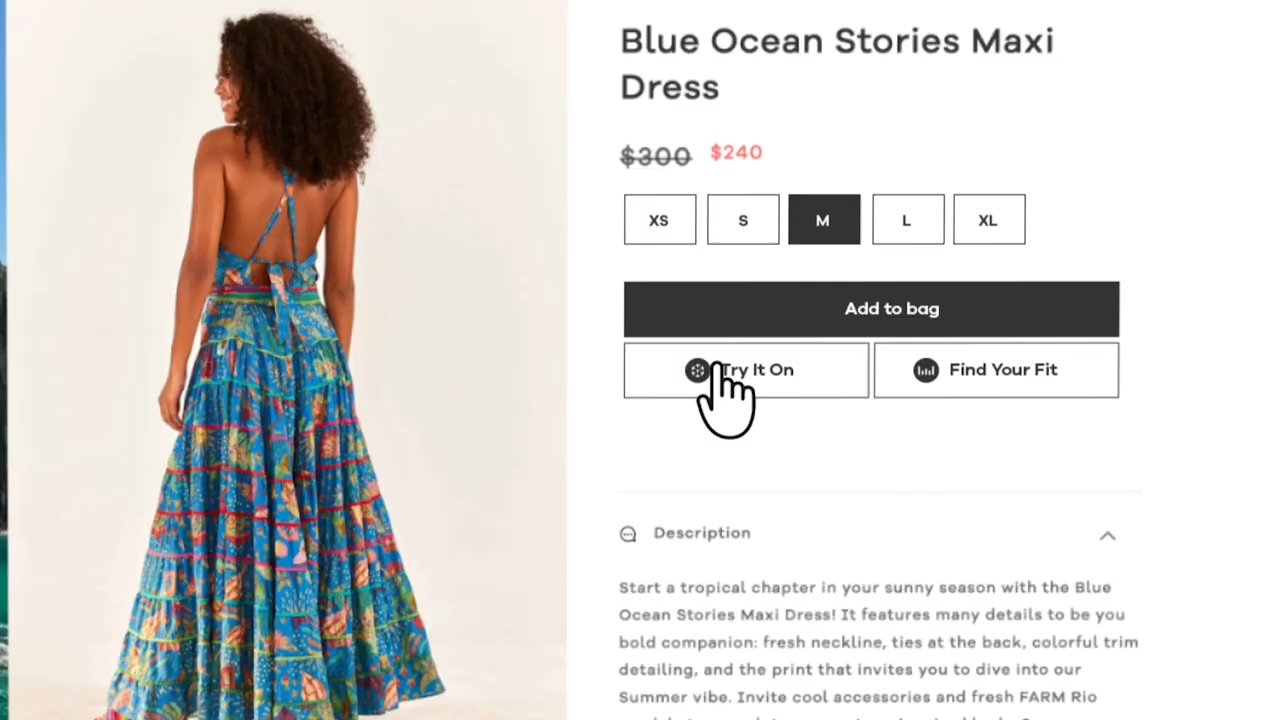 Blue Ocean Stories Maxi
Dress
$300 $240
XS S M L XL
Add to bag
Try It On Find Your Fit
Description
Start a tropical chapter in your sunny season with the Blue
Ocean Stories Maxi Dress! It features many details to be you
bold companion: fresh neckline, ties at the back, colorful trim
detailing, and the print that invites you to dive into our
Summer vibe. Invite cool accessories and fresh FARM Rio